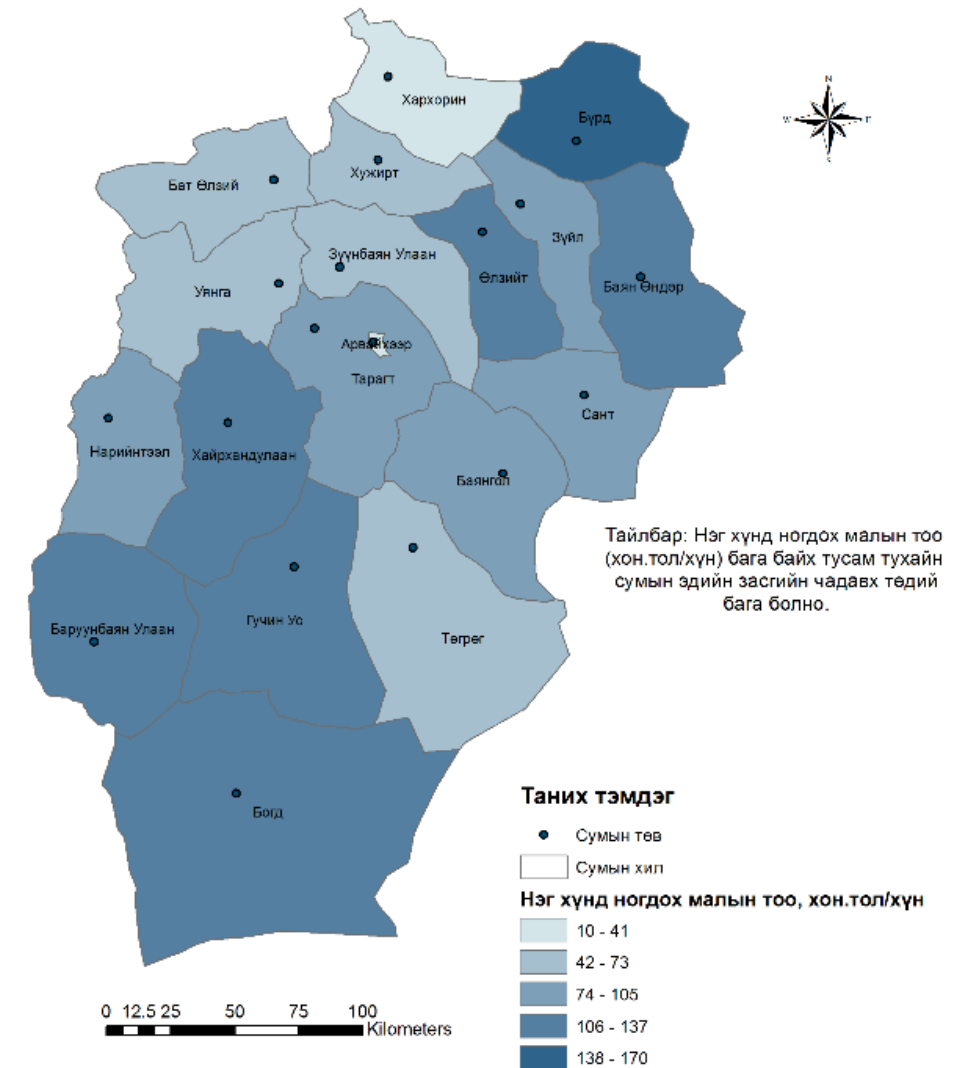 Хархорин
Бүрд
N
W
E
S
Хужирт
Бат Өлзий
Зүйл
Зүүнбаян Улаан
Өлзийт
Баян Өндөр
Уянга
Арвайхээр
Тарагт
Сант
Нарийнтээл
Хайрхандулаан
Баянгол
Тайлбар: Нэг хүнд ногдох малын тоо
(хон.тол/хүн) бага байх тусам тухайн
сумын эдийн засгийн чадавх төдий
бага болно.
Баруунбаян Улаан
Гучин Ус
Төгрөг
Богд
Таних тэмдэг
Сумын төв
Сумын хил
Нэг хүнд ногдох малын тоо, хон.тол/хүн
10 - 41
42 - 73
74 - 105
106 - 137
138 - 170
0 12.5 25 50 75 100
Kilometers